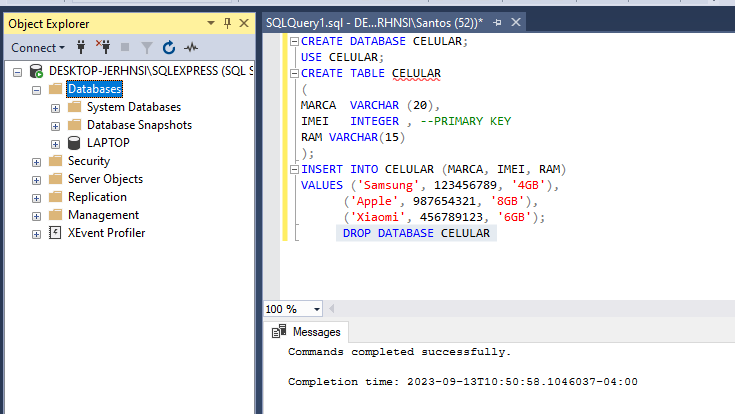 Object Explorer
Connect
DESKTOP-JERHNSI\SQLEXPRESS (SQL S
Databases
System Databases
Database Snapshots
LAPTOP
Security
Server Objects
Replication
Management
XEvent Profiler
SQLQuery1.sql - DE...RHNSI\Santos (52))*
CREATE DATABASE CELULAR;
USE CELULAR;
CREATE TABLE CELULAR
(
MARCA VARCHAR (20),
IMEI INTEGER , --PRIMARY KEY
RAM VARCHAR(15)
);
INSERT INTO CELULAR (MARCA, IMEI, RAM)
VALUES ('Samsung', 123456789, '4GB'),
('Apple', 987654321, '8GB'),
('Xiaomi', 456789123, '6GB');
DROP DATABASE CELULAR
100 %
Messages
Commands completed successfully.
Completion time: 2023-09-13T10:50:58.1046037-04:00